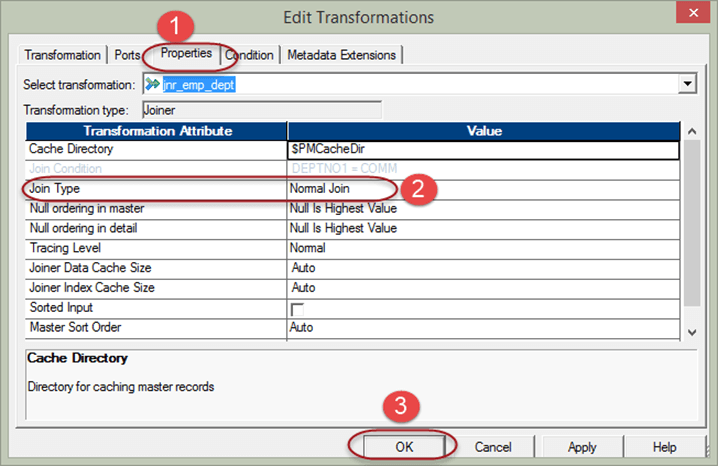 Edit Transformations
1
Transformation Ports Properties Condition Metadata Extensions
Select transformation: jnr_emp_dept
Transformation type: Joiner
Transformation Attribute Value
Cache Directory $PMCacheDir
Join Condition DEPTNO1 = COMM
Join Type Normal Join 2
Null ordering in master Null Is Highest Value
Null ordering in detail Null Is Highest Value
Tracing Level Normal
Joiner Data Cache Size Auto
Joiner Index Cache Size Auto
Sorted Input
Master Sort Order Auto
Cache Directory
Directory for caching master records
3
OK Cancel Apply Help